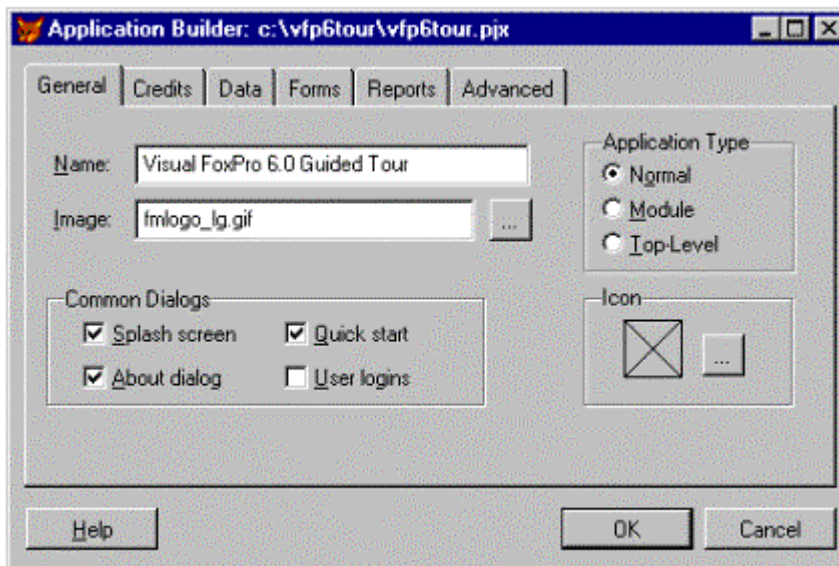 Application Builder: c:\vfp6tour\vfp6tour.pjx
General Credits Data Forms Reports Advanced
Name: Visual FoxPro 6.0 Guided Tour
Image: fmlogo_lg.gif ...
Application Type
Normal
Module
Top-Level
Common Dialogs
Splash screen Quick start
About dialog User logins
Icon
...
Help OK Cancel